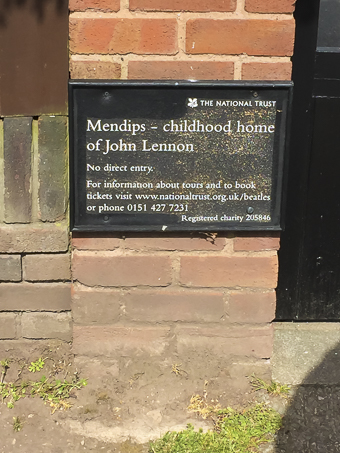 THE NATIONAL TRUST
Mendips - childhood home
of John Lennon
No direct entry.
For information about tours and to book
tickets visit www.nationaltrust.org.uk/beatles
or phone 0151 427 7231
Registered charity 205846